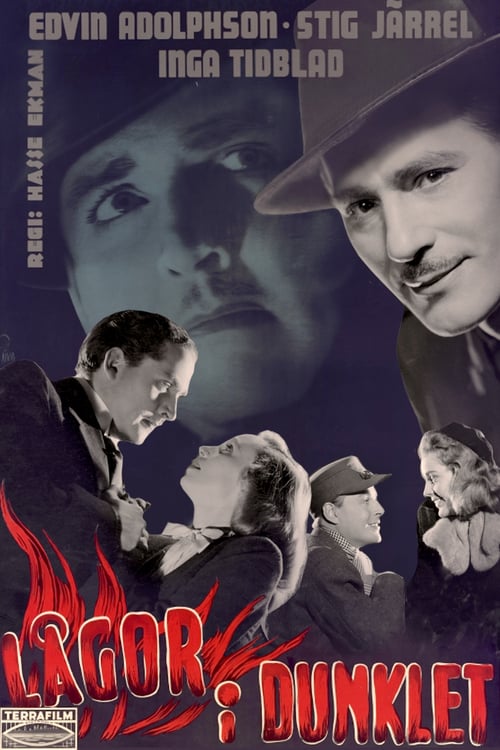 EDVIN ADOLPHSON · STIG JÄRREL
INGA TIDBLAD
REGI: HASSE EKMAN
LÅGOR
i DUNKLET
TERRAFILM